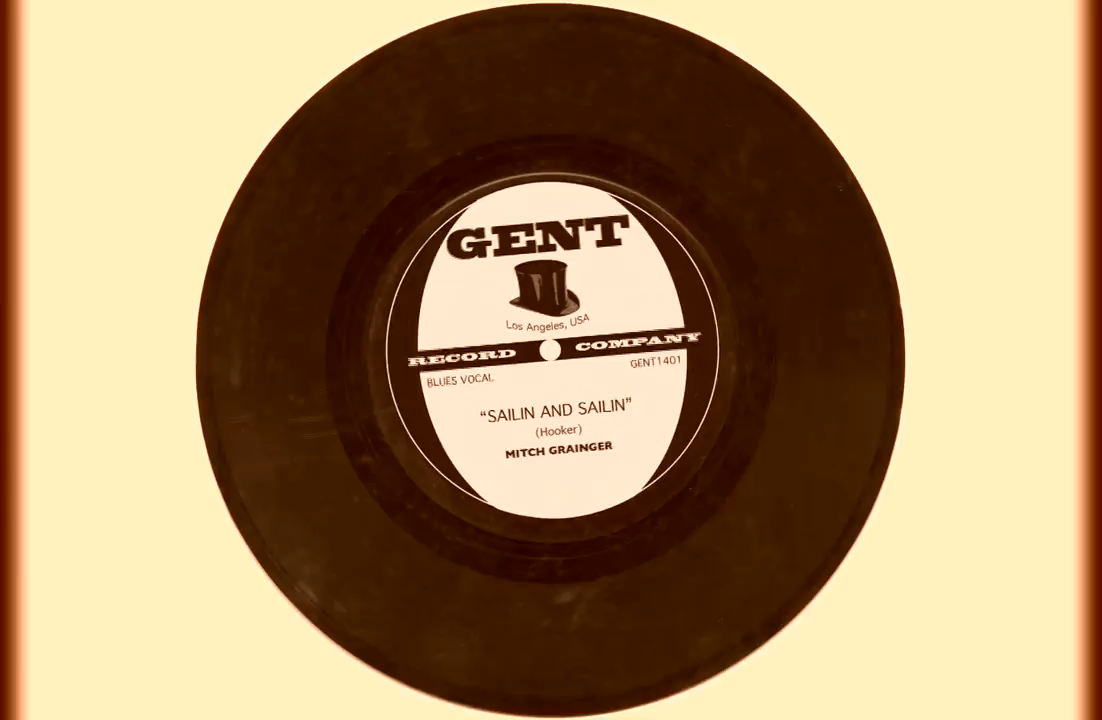 GENT
Los Angeles, USA
RECORD COMPANY
BLUES VOCAL GENT1401
“SAILIN AND SAILIN”
(Hooker)
MITCH GRAINGER